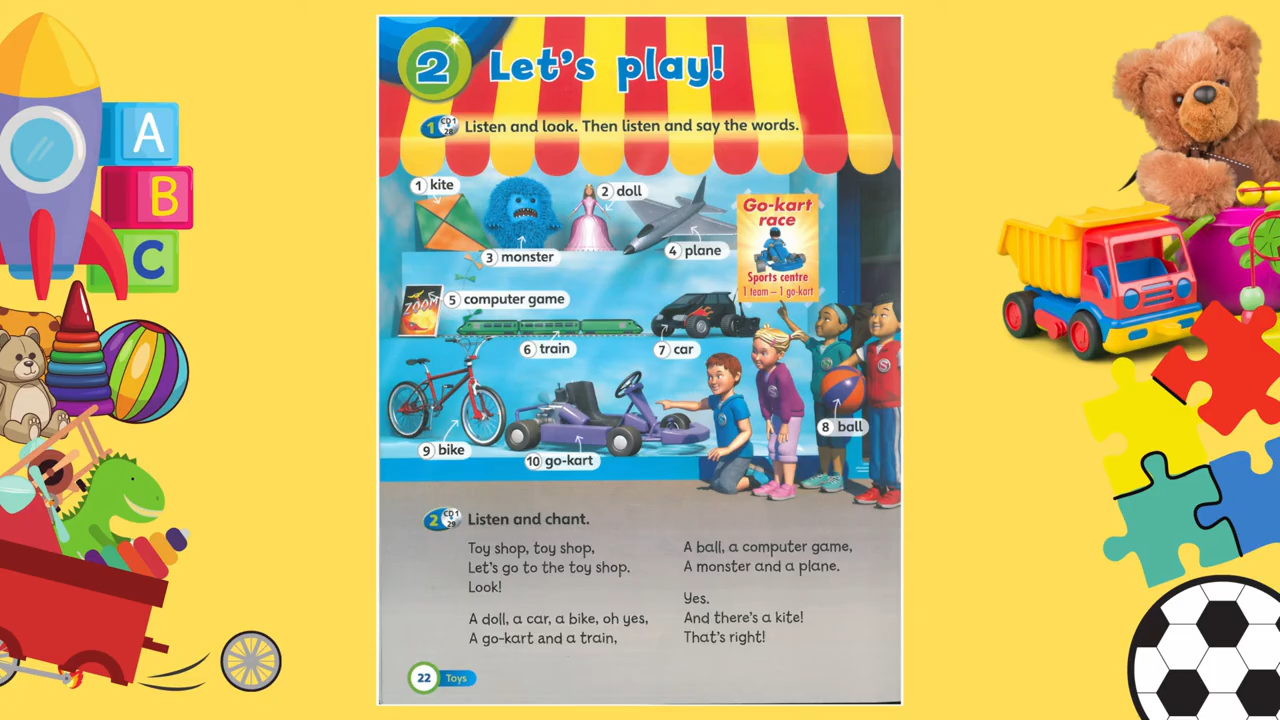 A
B
C
2 Let's play!
1 CD1 28 Listen and look. Then listen and say the words.
1 kite
2 doll
3 monster
4 plane
Go-kart
race
Sports centre
1 team – 1 go-kart
5 computer game
ZOOM
6 train
7 car
8 ball
9 bike
10 go-kart
2 CD1 29 Listen and chant.
Toy shop, toy shop,
Let's go to the toy shop.
Look!
A doll, a car, a bike, oh yes,
A go-kart and a train,
A ball, a computer game,
A monster and a plane.
Yes.
And there's a kite!
That's right!
22 Toys